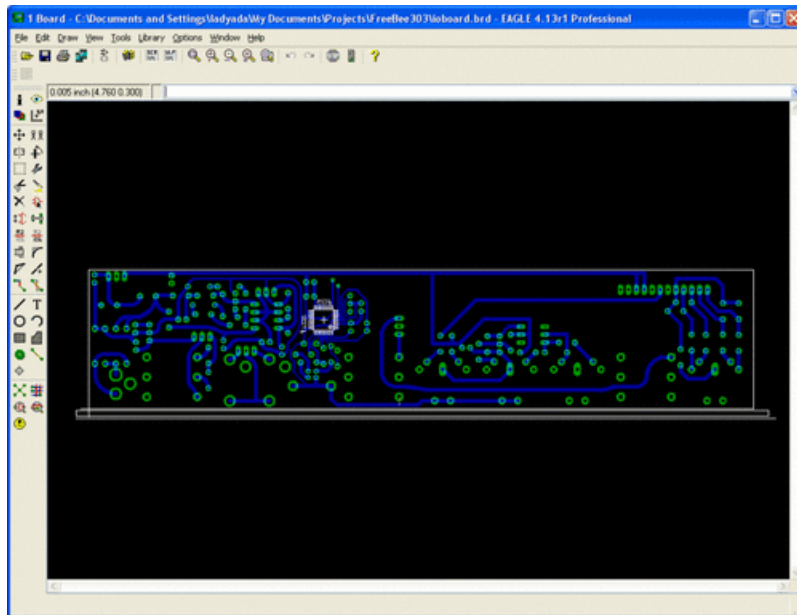 1 Board - C:\Documents and Settings\ladyada\My Documents\Projects\FreeBee303\ioboard.brd - EAGLE 4.13r1 Professional
File Edit Draw View Tools Library Options Window Help
0.005 inch (4.760 0.300)